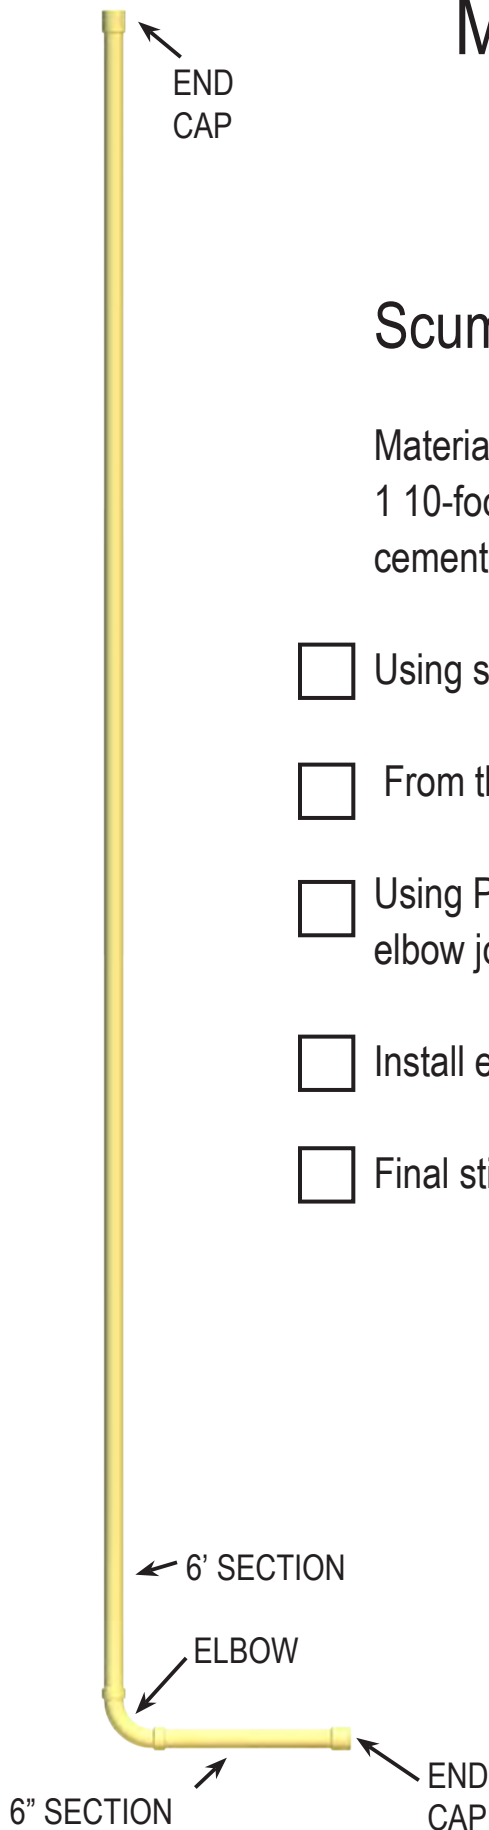 M
END
CAP
Scum
Materia
1 10-foo
cement
Using s
From th
Using P
elbow jo
Install e
Final sti
6’ SECTION
ELBOW
6” SECTION
END
CAP